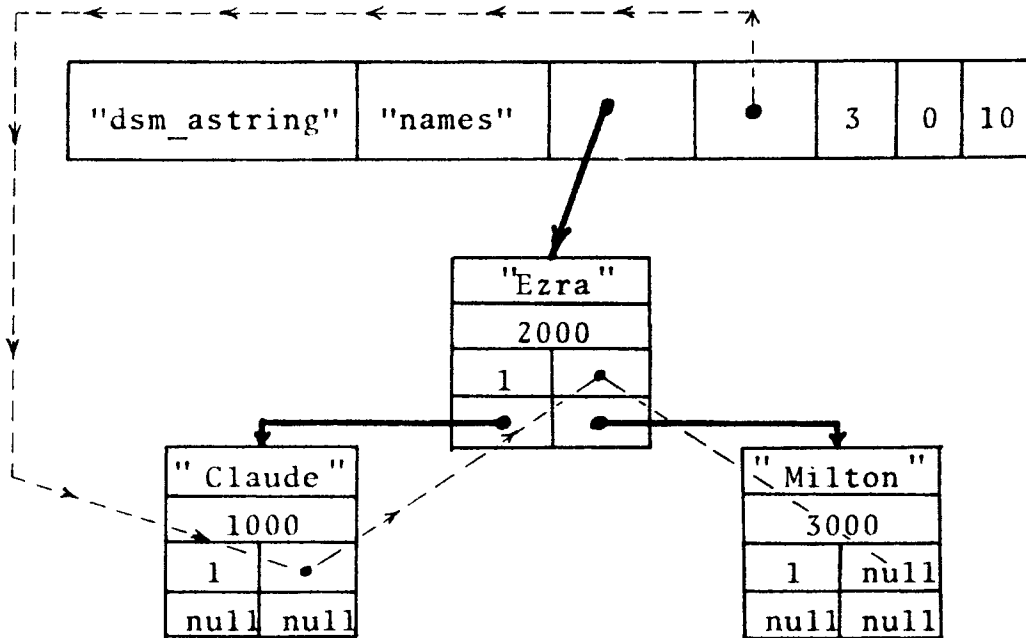 "dsm_astring" "names" 3 0 10
"Ezra"
2000
1
"Claude"
1000
1
null null
"Milton"
3000
1 null
null null